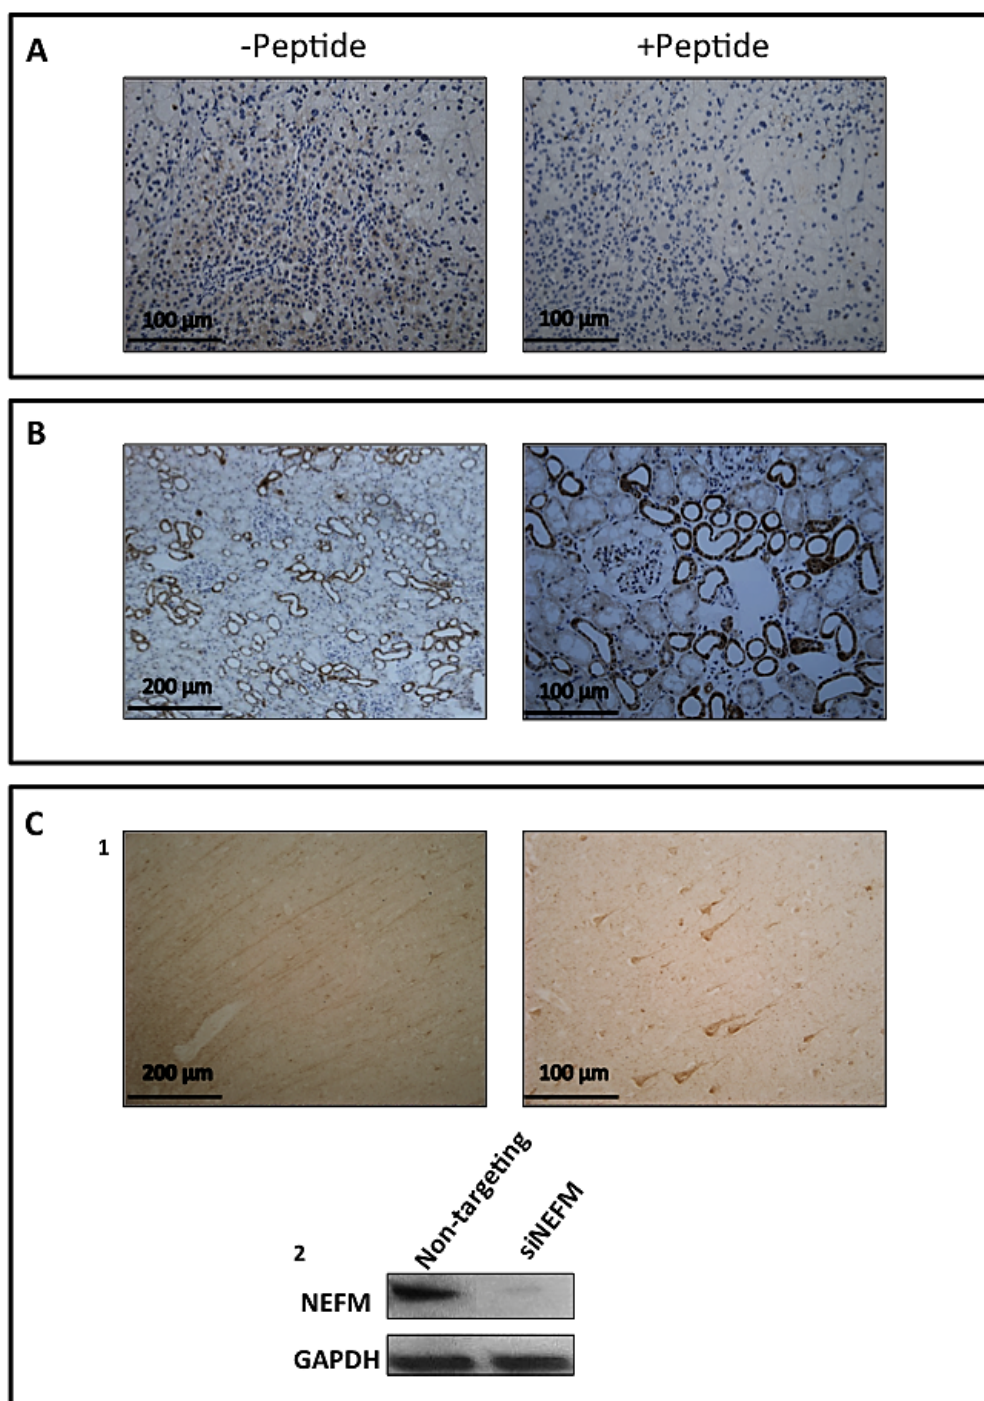 A
-Peptide +Peptide
100 µm 100 µm
B
200 µm 100 µm
C
1
200 µm 100 µm
Non-targeting siNEFM
2
NEFM
GAPDH